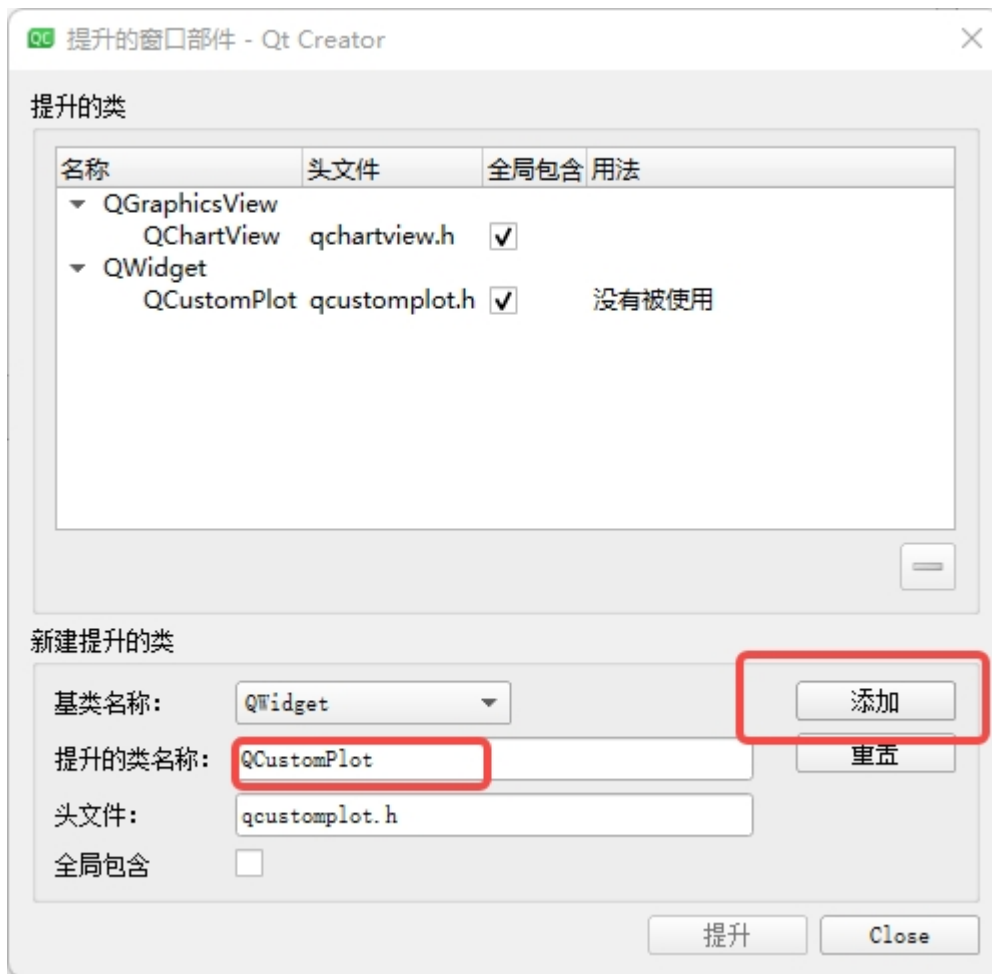 提升的窗口部件 - Qt Creator
提升的类
名称 头文件 全局包含 用法
QGraphicsView
QChartView qchartview.h
QWidget
QCustomPlot qcustomplot.h 没有被使用
新建提升的类
基类名称: QWidget 添加
提升的类名称: QCustomPlot 重置
头文件: qcustomplot.h
全局包含
提升 Close